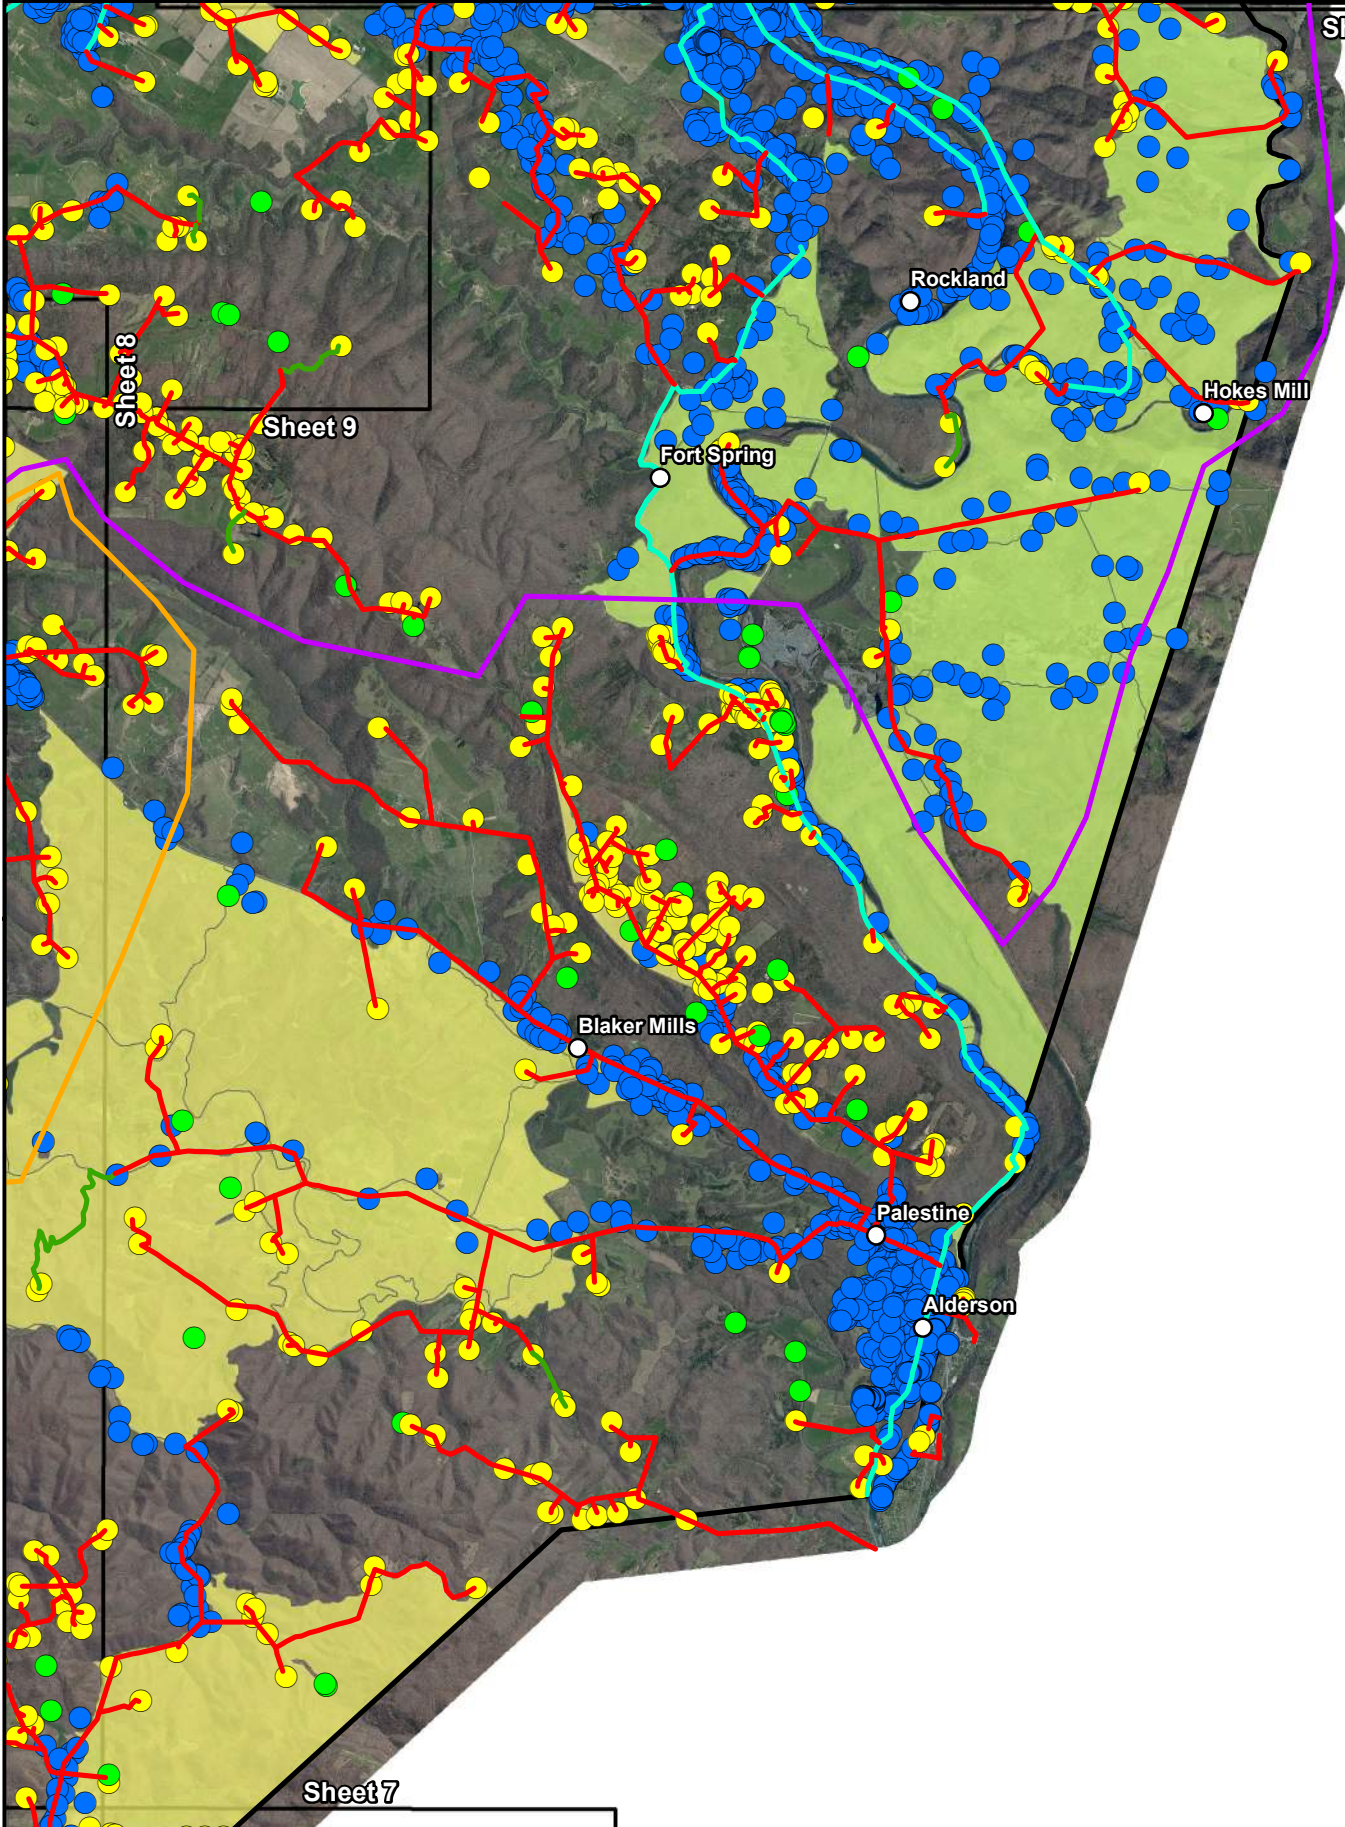 Rockland
Sheet 8
Hokes Mill
Sheet 9
Fort Spring
Blaker Mills
Palestine
Alderson
Sheet 7